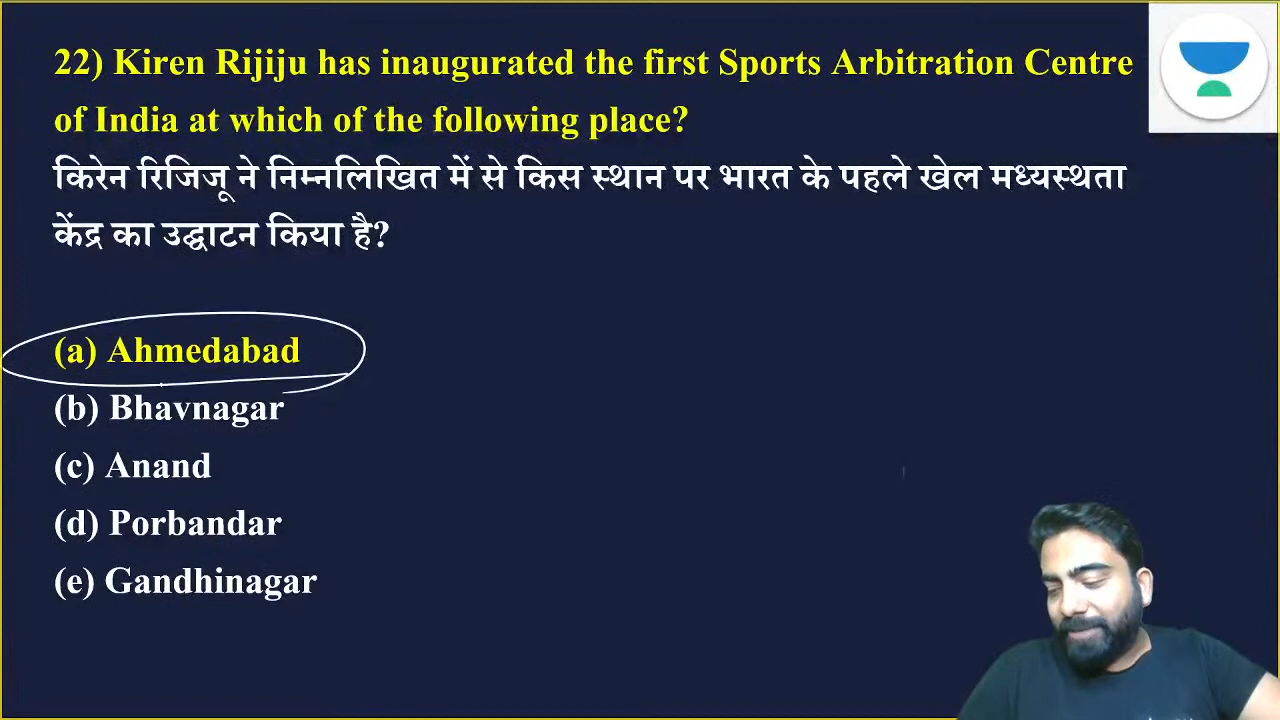 22) Kiren Rijiju has inaugurated the first Sports Arbitration Centre
of India at which of the following place?
किरेन रिजिजू ने निम्नलिखित में से किस स्थान पर भारत के पहले खेल मध्यस्थता
केंद्र का उद्घाटन किया है?
(a) Ahmedabad
(b) Bhavnagar
(c) Anand
(d) Porbandar
(e) Gandhinagar